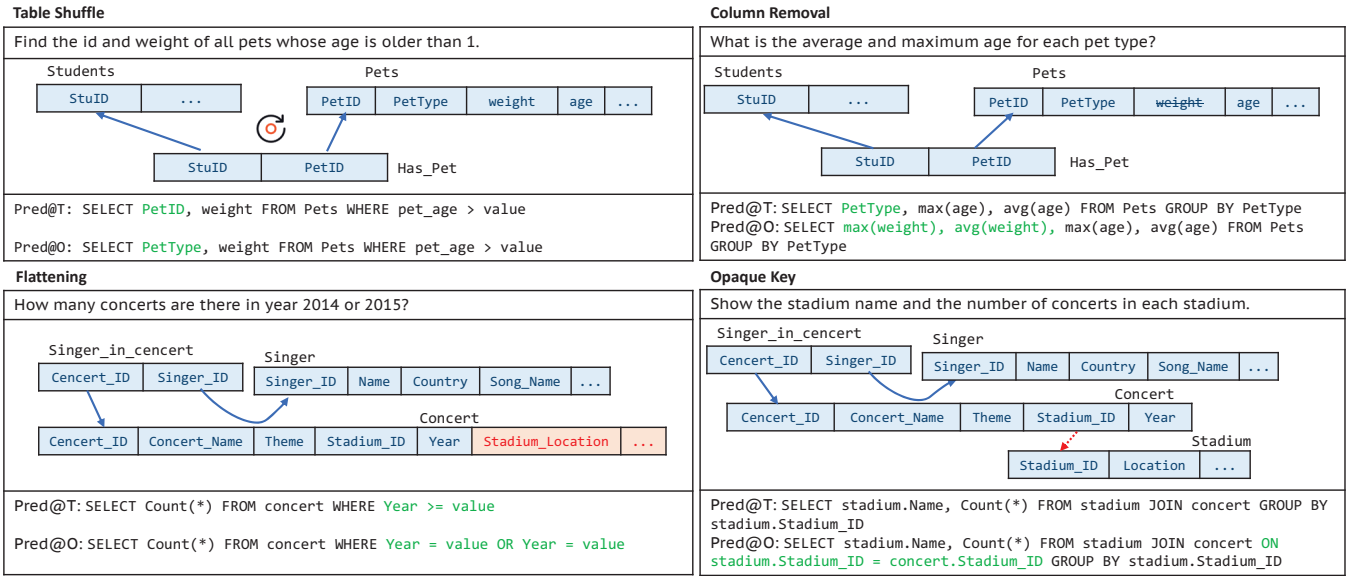 Table Shuffle
Find the id and weight of all pets whose age is older than 1.
Students
Pets
StuID ...
PetID PetType weight age ...
StuID PetID Has_Pet
Pred@T: SELECT PetID, weight FROM Pets WHERE pet_age > value
Pred@O: SELECT PetType, weight FROM Pets WHERE pet_age > value
Column Removal
What is the average and maximum age for each pet type?
Students
Pets
StuID ...
PetID PetType weight age ...
StuID PetID Has_Pet
Pred@T: SELECT PetType, max(age), avg(age) FROM Pets GROUP BY PetType
Pred@O: SELECT max(weight), avg(weight), max(age), avg(age) FROM Pets
GROUP BY PetType
Flattening
How many concerts are there in year 2014 or 2015?
Singer_in_cencert
Singer
Cencert_ID Singer_ID
Singer_ID Name Country Song_Name ...
Concert
Cencert_ID Concert_Name Theme Stadium_ID Year Stadium_Location ...
Pred@T: SELECT Count(*) FROM concert WHERE Year >= value
Pred@O: SELECT Count(*) FROM concert WHERE Year = value OR Year = value
Opaque Key
Show the stadium name and the number of concerts in each stadium.
Singer_in_cencert
Singer
Cencert_ID Singer_ID
Singer_ID Name Country Song_Name ...
Concert
Cencert_ID Concert_Name Theme Stadium_ID Year
Stadium
Stadium_ID Location ...
Pred@T: SELECT stadium.Name, Count(*) FROM stadium JOIN concert GROUP BY
stadium.Stadium_ID
Pred@O: SELECT stadium.Name, Count(*) FROM stadium JOIN concert ON
stadium.Stadium_ID = concert.Stadium_ID GROUP BY stadium.Stadium_ID